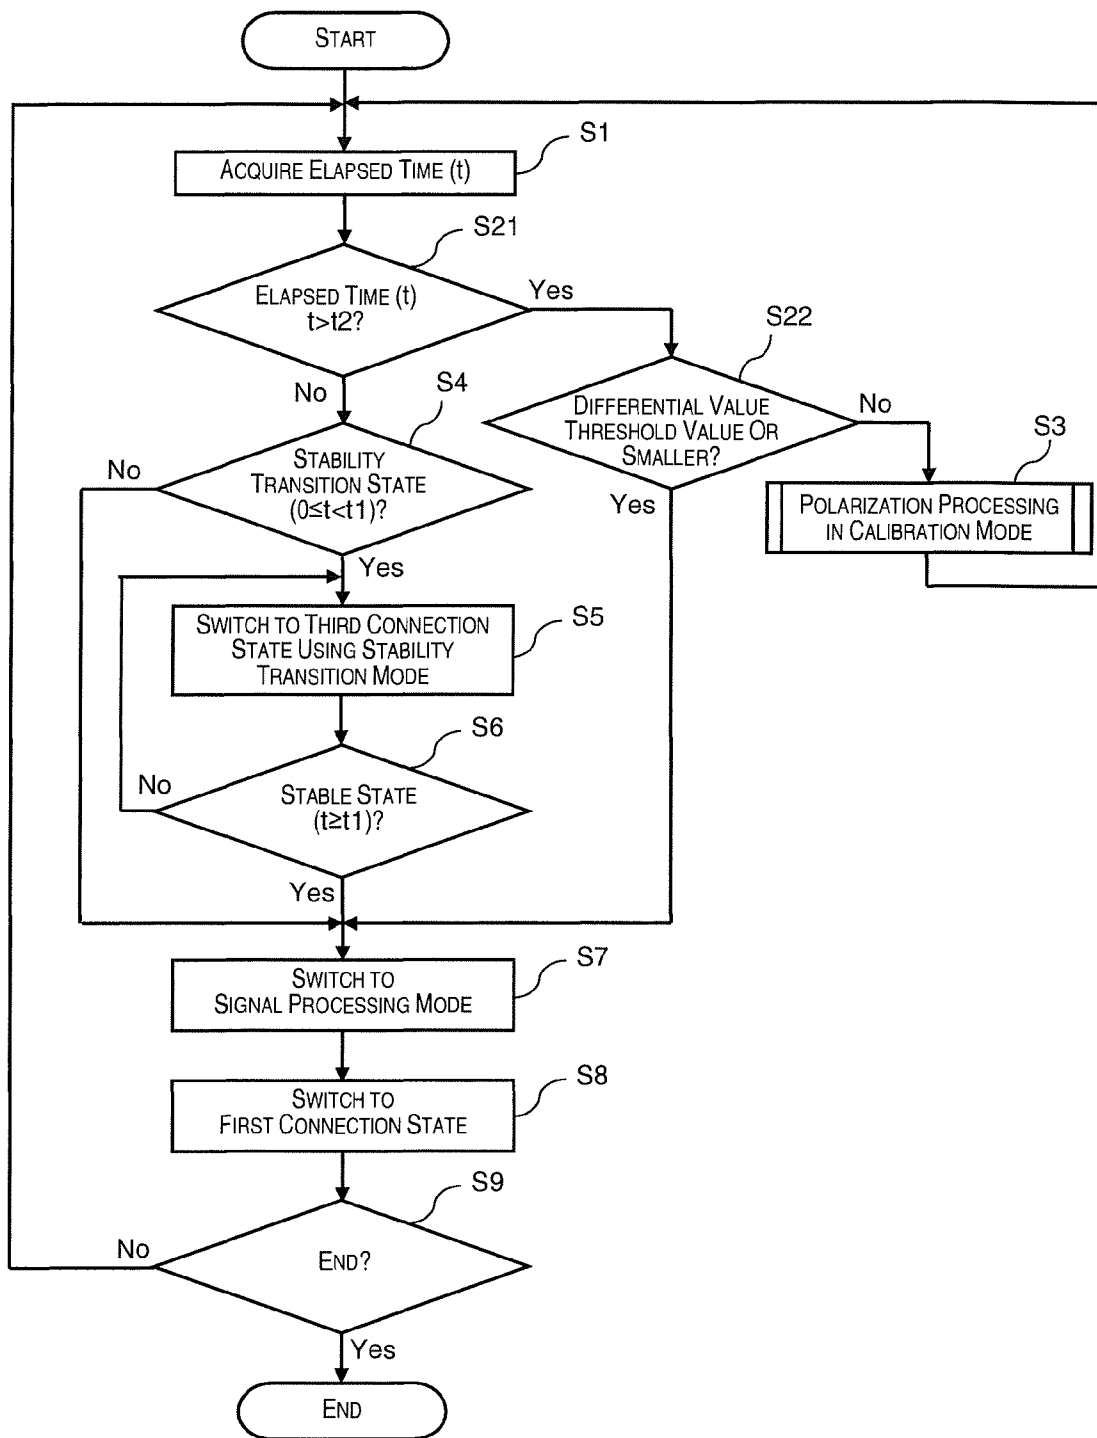 START
S1
ACQUIRE ELAPSED TIME (t)
S21
ELAPSED TIME (t)
t>t2?
Yes
S22
No
S4
DIFFERENTIAL VALUE
THRESHOLD VALUE OR
SMALLER?
No
S3
No
STABILITY
TRANSITION STATE
(0≤t<t1)?
Yes
POLARIZATION PROCESSING
IN CALIBRATION MODE
Yes
SWITCH TO THIRD CONNECTION
STATE USING STABILITY
TRANSITION MODE
S5
S6
No
STABLE STATE
(t≥t1)?
Yes
S7
SWITCH TO
SIGNAL PROCESSING MODE
S8
SWITCH TO
FIRST CONNECTION STATE
S9
No
END?
Yes
END